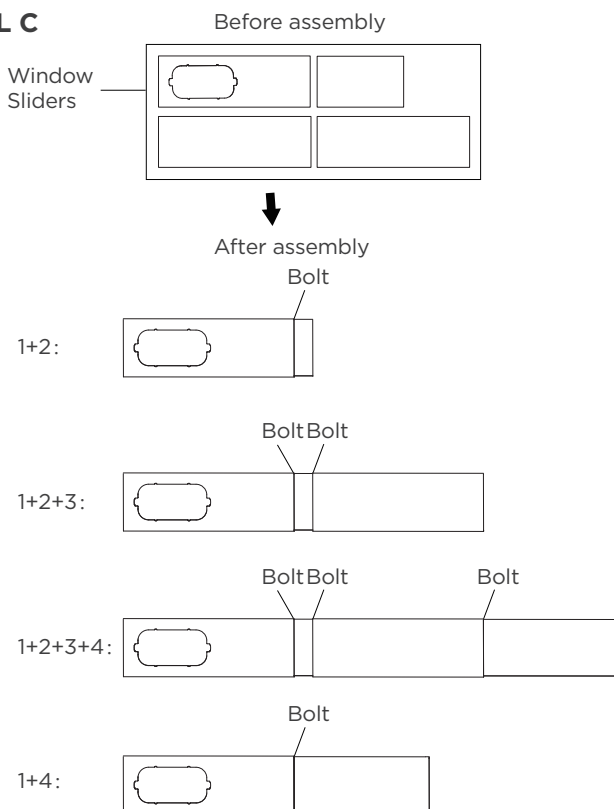 L C
Before assembly
Window
Sliders
After assembly
Bolt
1+2:
Bolt Bolt
1+2+3:
Bolt Bolt Bolt
1+2+3+4:
Bolt
1+4: